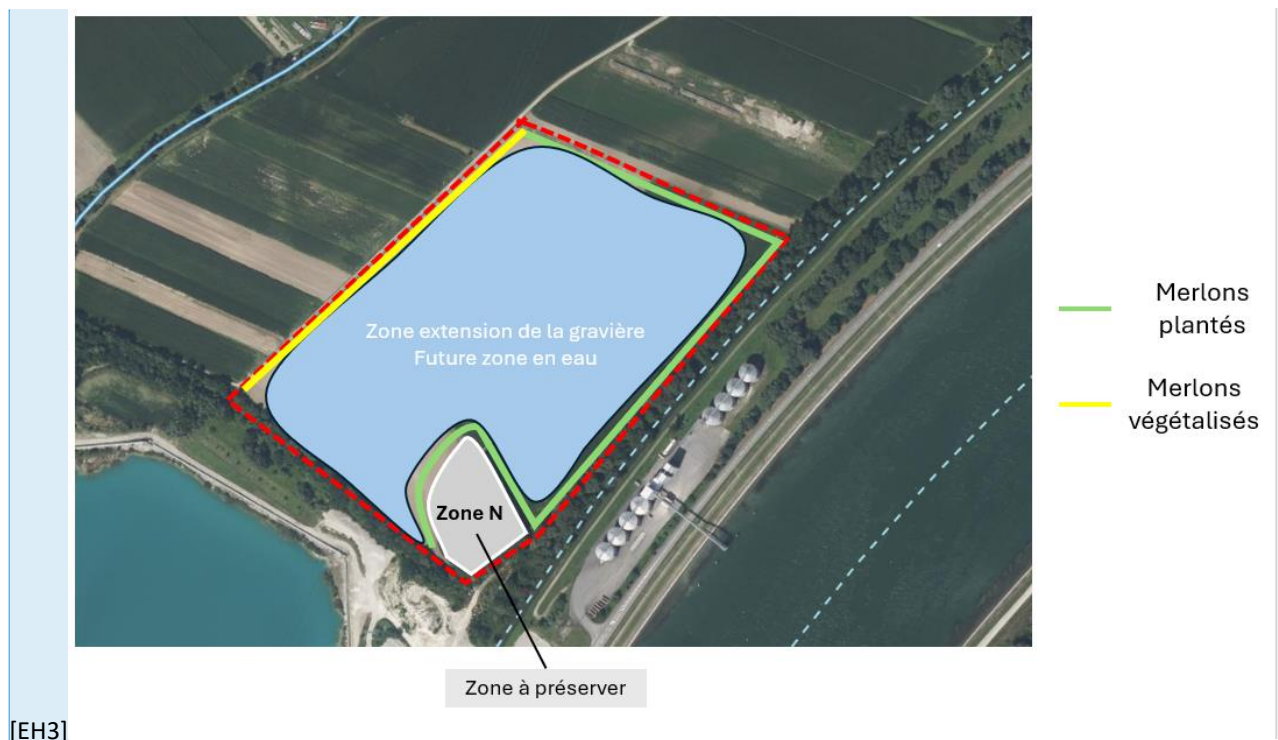 Zone extension de la gravière
Future zone en eau
Zone N
Zone à préserver
Merlons
plantés
Merlons
végétalisés
[EH3]